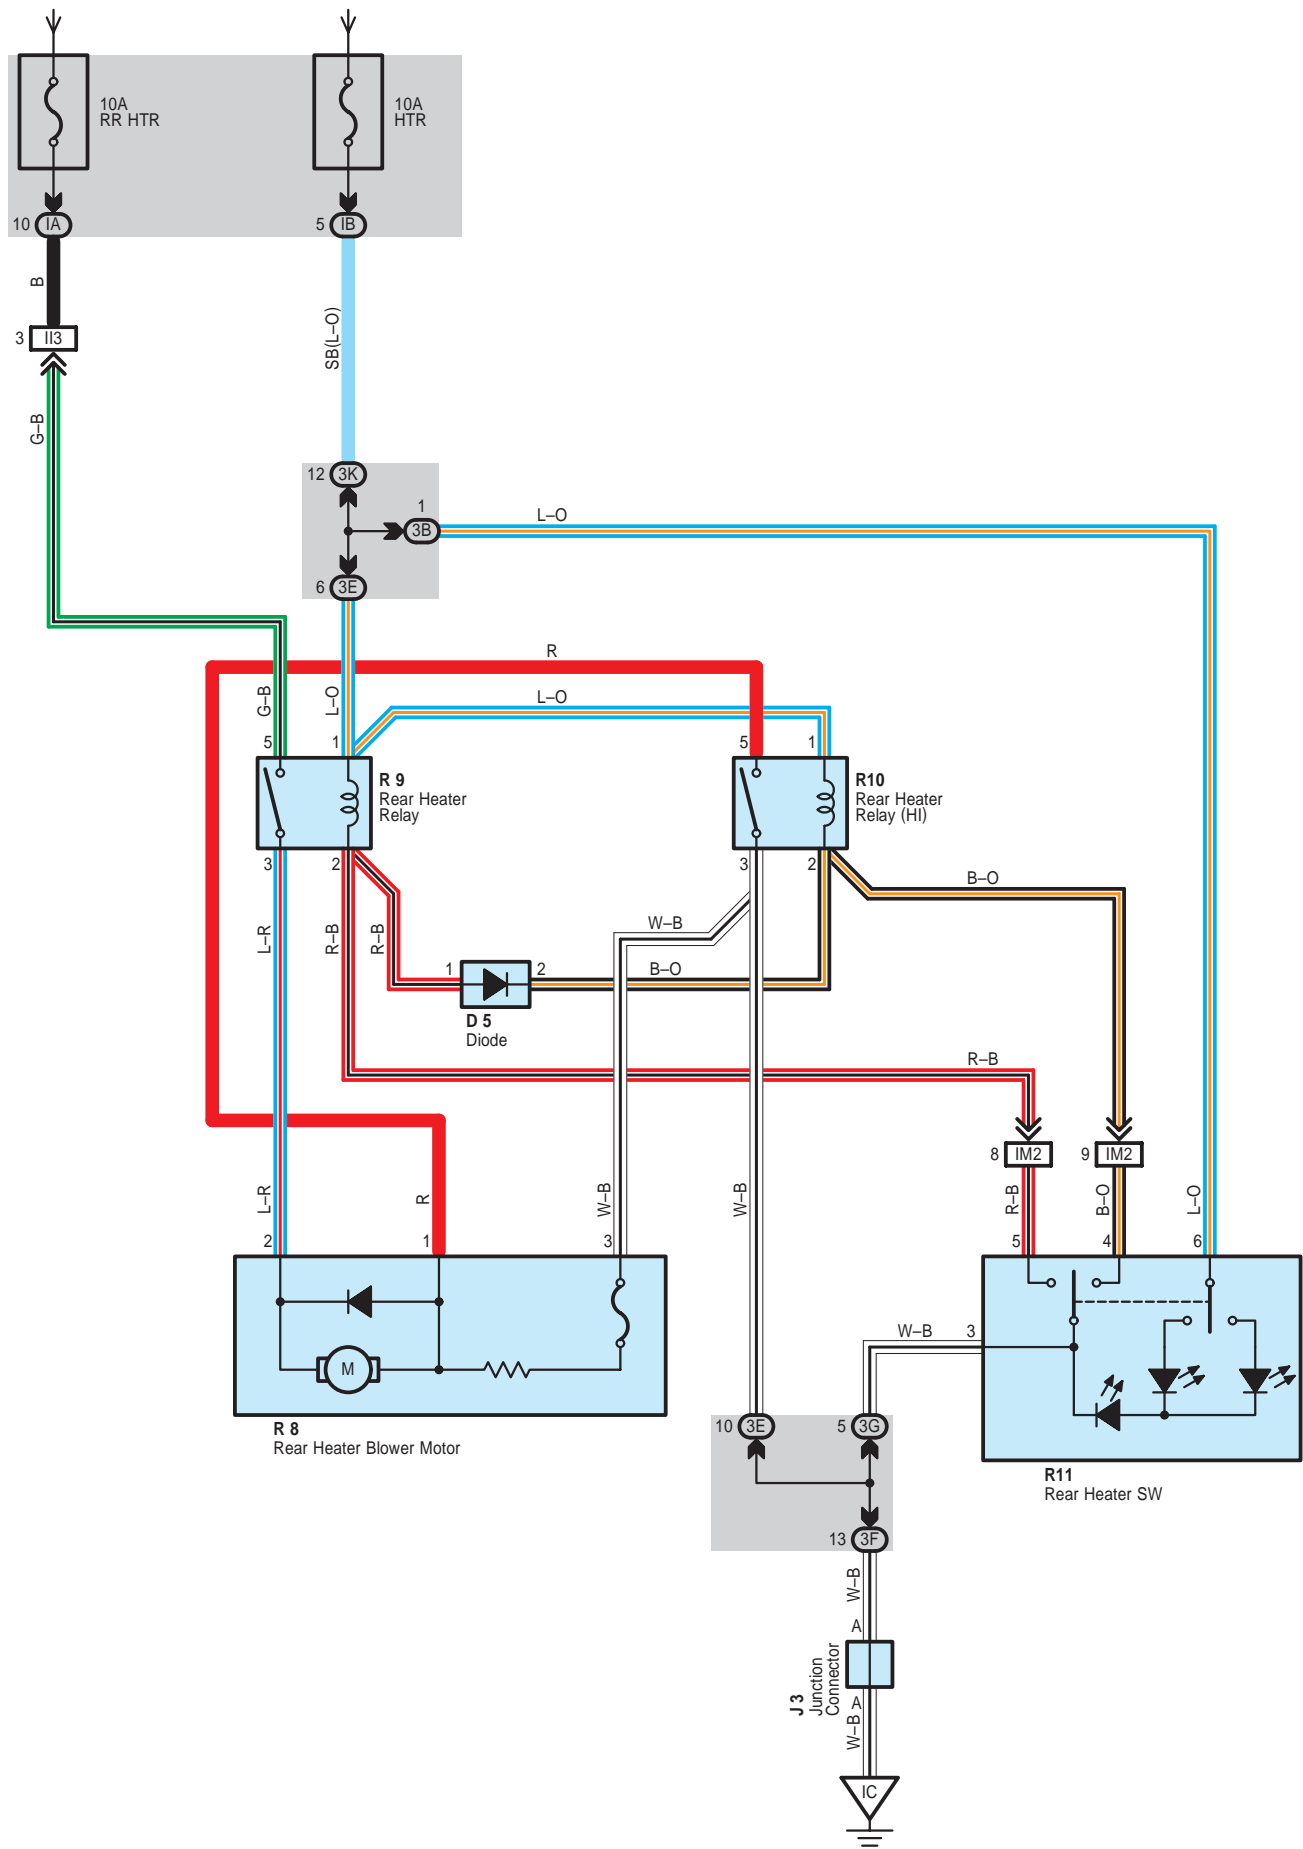 10A
RR HTR
10A
HTR
10 IA
5 IB
B
SB(L–O)
3 II3
G–B
12 3K
1
3B
L–O
6 3E
R
G–B
L–O
L–O
5
1
5
1
R 9
Rear Heater
Relay
R10
Rear Heater
Relay (HI)
3
2
3
2
B–O
L–R
R–B
R–B
W–B
1
2
B–O
D 5
Diode
R–B
8 IM2
9 IM2
L–R
R
W–B
W–B
R–B
B–O
L–O
2
1
3
5
4
6
M
W–B
3
R 8
Rear Heater Blower Motor
10 3E
5 3G
R11
Rear Heater SW
13 3F
W–B
A
J 3
Junction
Connector
A
W–B
IC